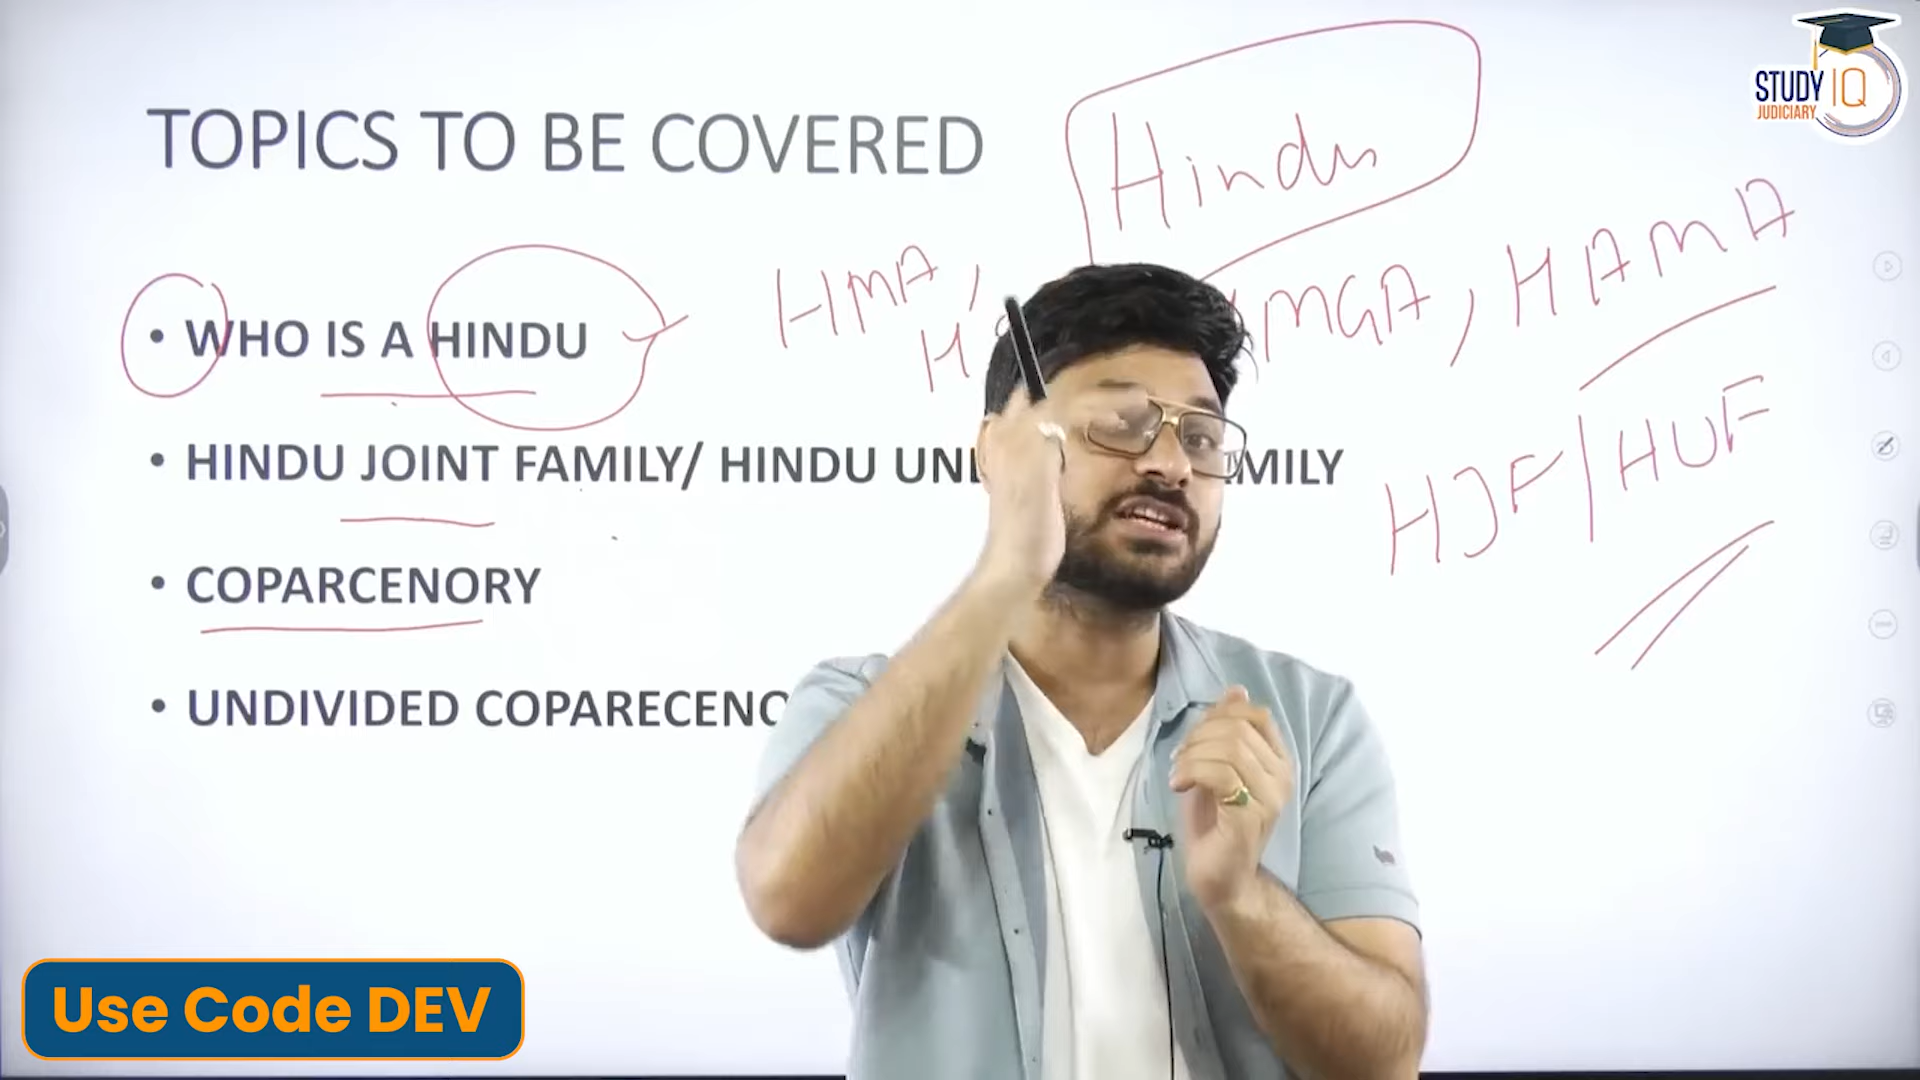 STUDY IQ
JUDICIARY
TOPICS TO BE COVERED
Hindu
HMA, MGA, HAMA
H
• WHO IS A HINDU
• HINDU JOINT FAMILY/ HINDU UNI MILY
HJF/HUF
• COPARCENORY
• UNDIVIDED COPARECENO
Use Code DEV